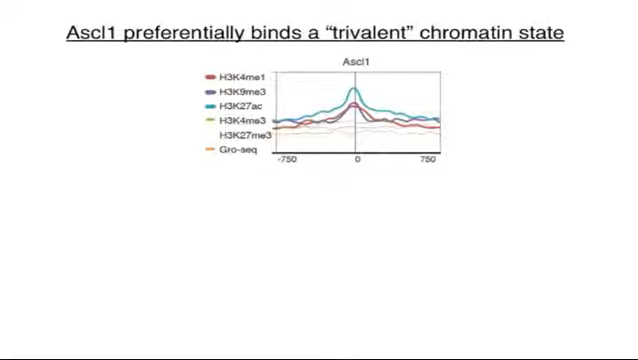 Ascl1 preferentially binds a “trivalent” chromatin state
Ascl1
H3K4me1
H3K9me3
H3K27ac
H3K4me3
H3K27me3
Gro-seq
-750 0 750